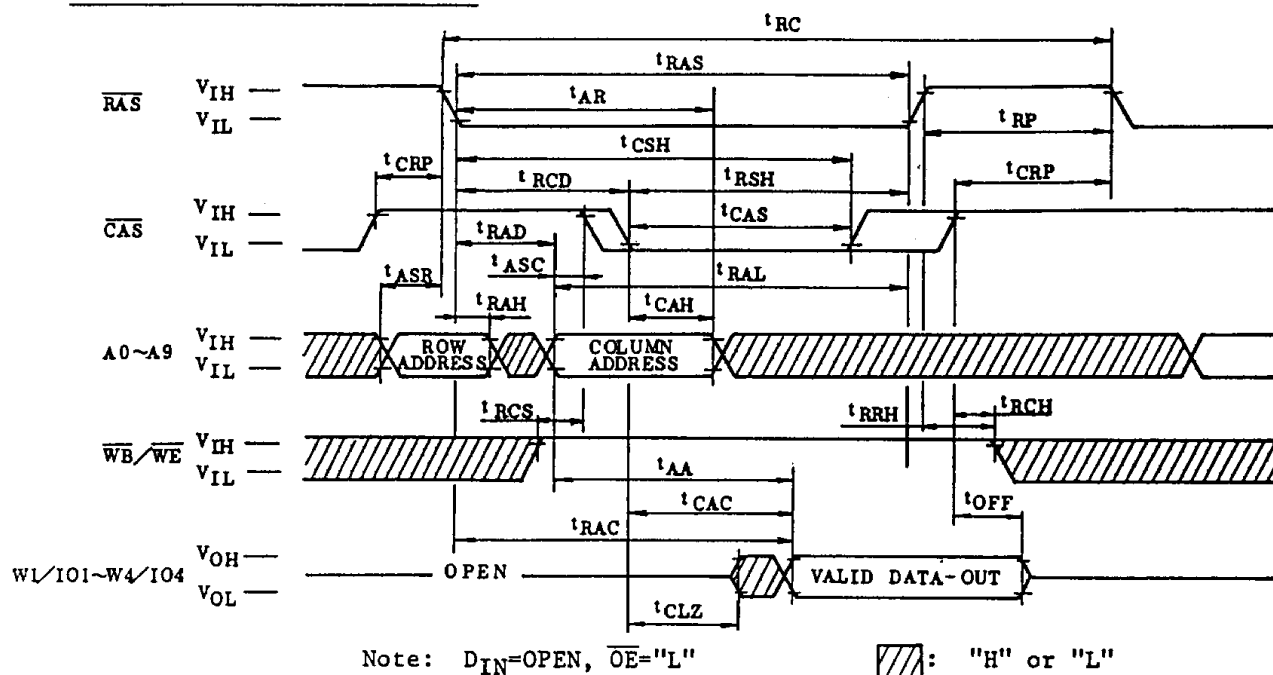 tRC
tRAS
tAR
RAS VIH
VIL
tRP
tCSH
tCRP tRCD tRSH tCRP
CAS VIH
VIL
tCAS
tRAD
tASC
tASR tRAL
tRAH tCAH
A0~A9 VIH
VIL
ROW ADDRESS
COLUMN ADDRESS
tRCS tRRH tRCH
WB/WE VIH
VIL
tAA
tCAC tOFF
tRAC
W1/IO1~W4/IO4 VOH
VOL
OPEN VALID DATA-OUT
tCLZ
Note: DIN=OPEN, OE="L" : "H" or "L"